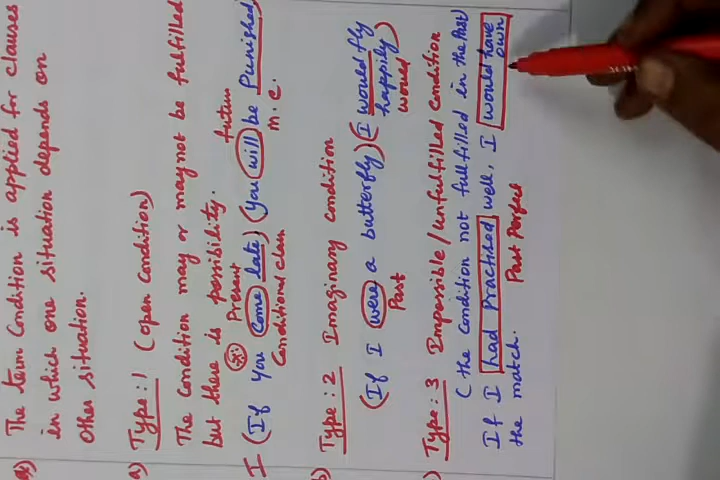 a) The term Condition is applied for clauses
in which one situation depends on
other situation.
a) Type:1 (open condition)
The condition may or may not be fulfilled
but there is possibility.
Present future
I (If you come late) (you will be Punished)
Conditional clau m.c.
b) Type:2 Imaginary condition
(If I were a butterfly) (I would fly
happily)
Past would
) Type:3 Impossible/unfulfilled condition
(the condition not fullfilled in the Past)
If I had Practised well, I would have
own
the match. Past Perfect